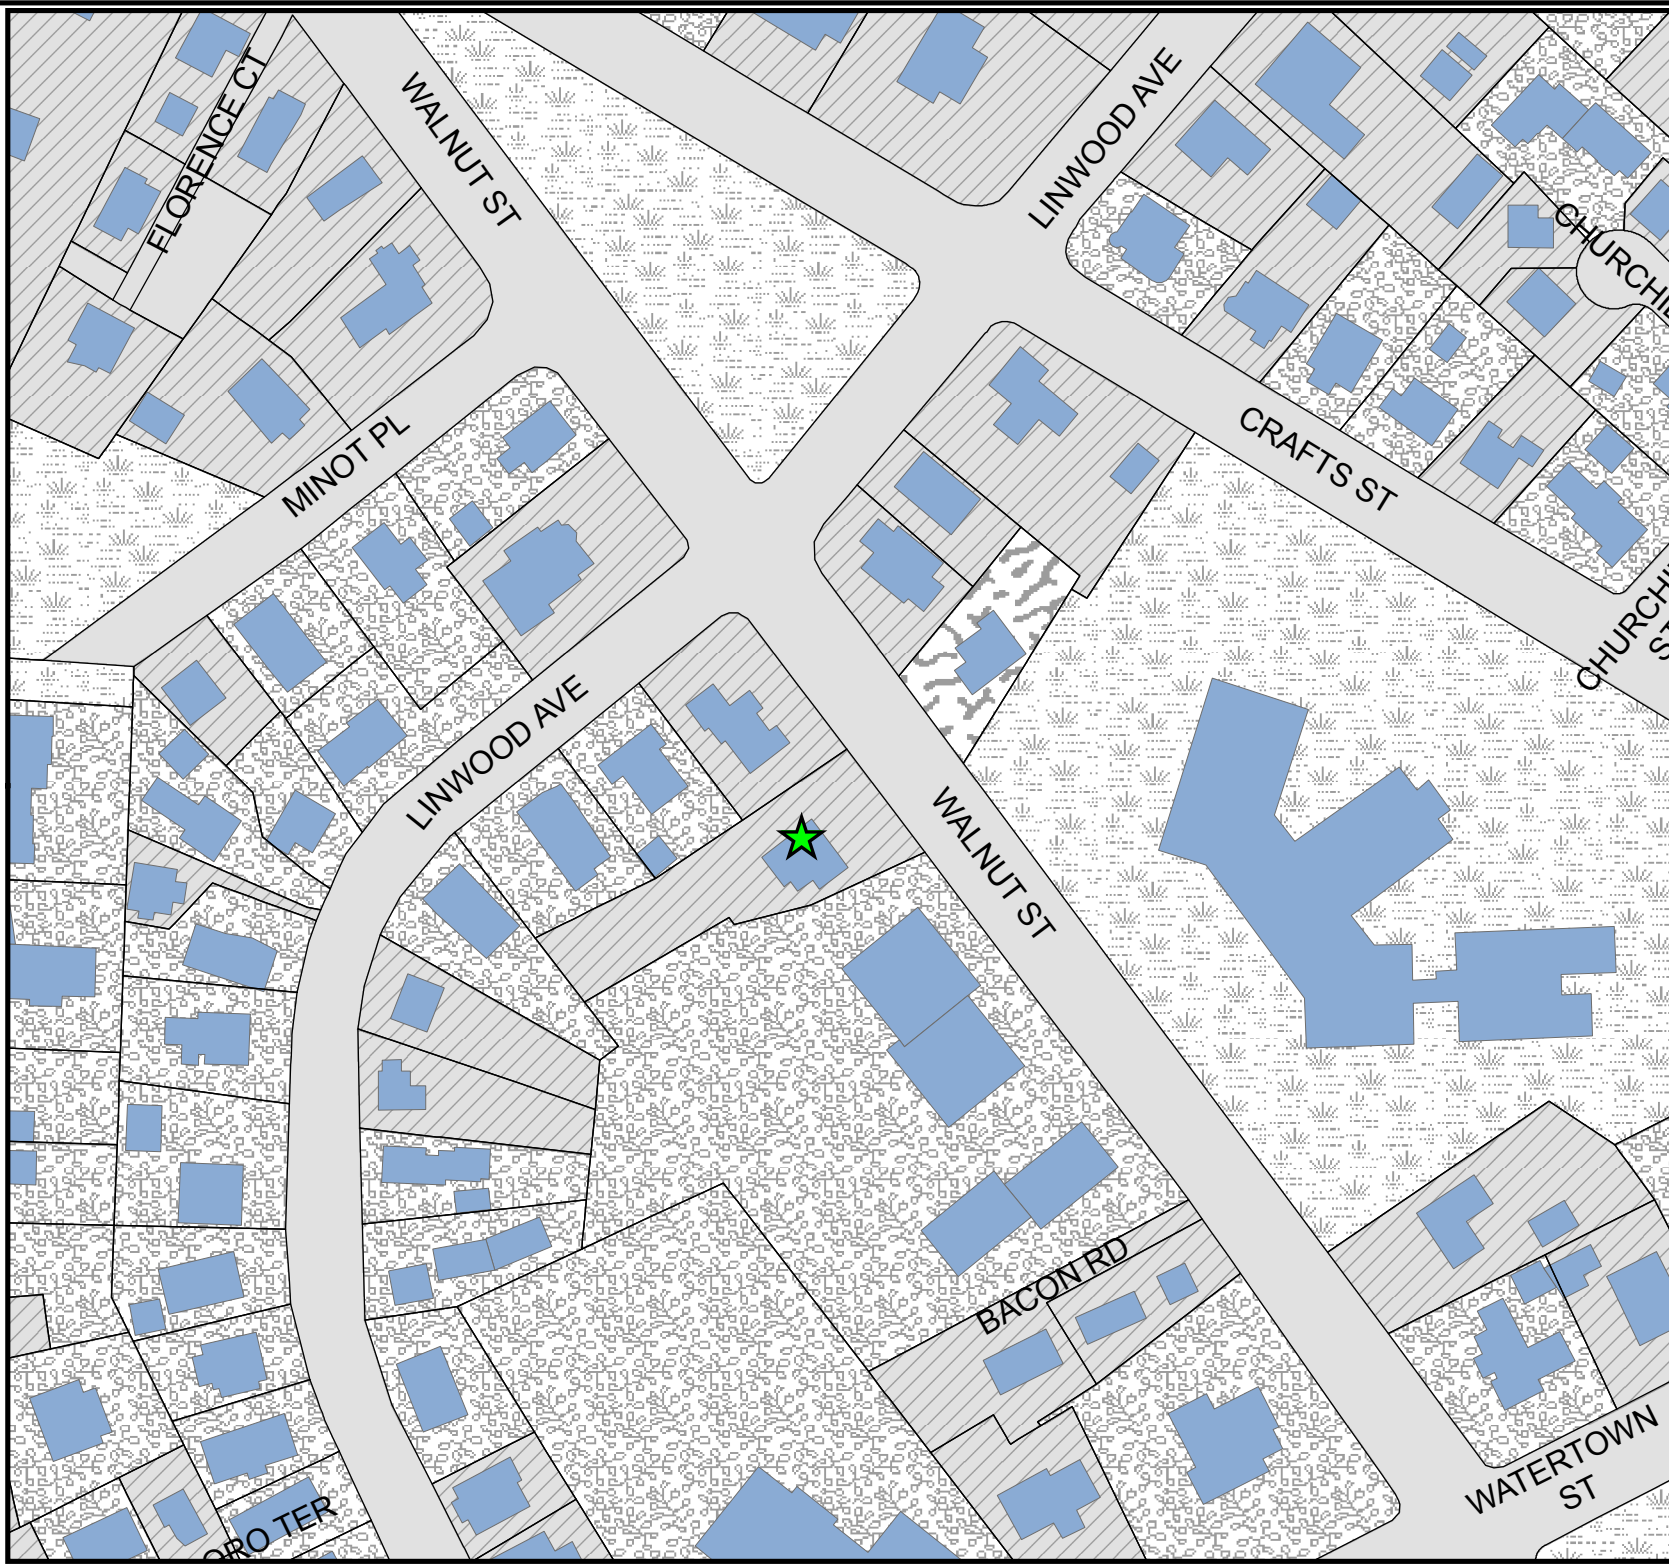 FLORENCE CT
WALNUT ST
LINWOOD AVE
MINOT PL
CRAFTS ST
LINWOOD AVE
WALNUT ST
BACON RD
WATERTOWN
ST